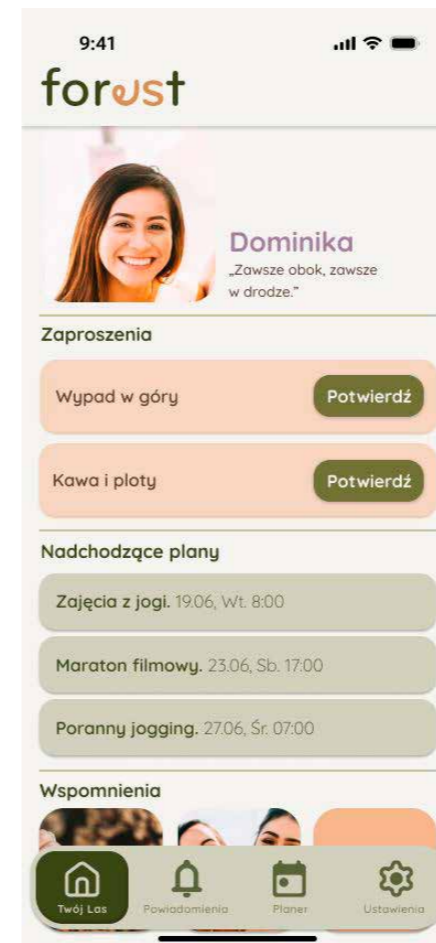 9:41
forest
Dominika
„Zawsze obok, zawsze
w drodze.”
Zaproszenia
Wypad w góry
Potwierdź
Kawa i ploty
Potwierdź
Nadchodzące plany
Zajęcia z jogi. 19.06, Wt. 8:00
Maraton filmowy. 23.06, Sb. 17:00
Poranny jogging. 27.06, Śr. 07:00
Wspomnienia
Twój Las
Powiadomienia
Planer
Ustawienia